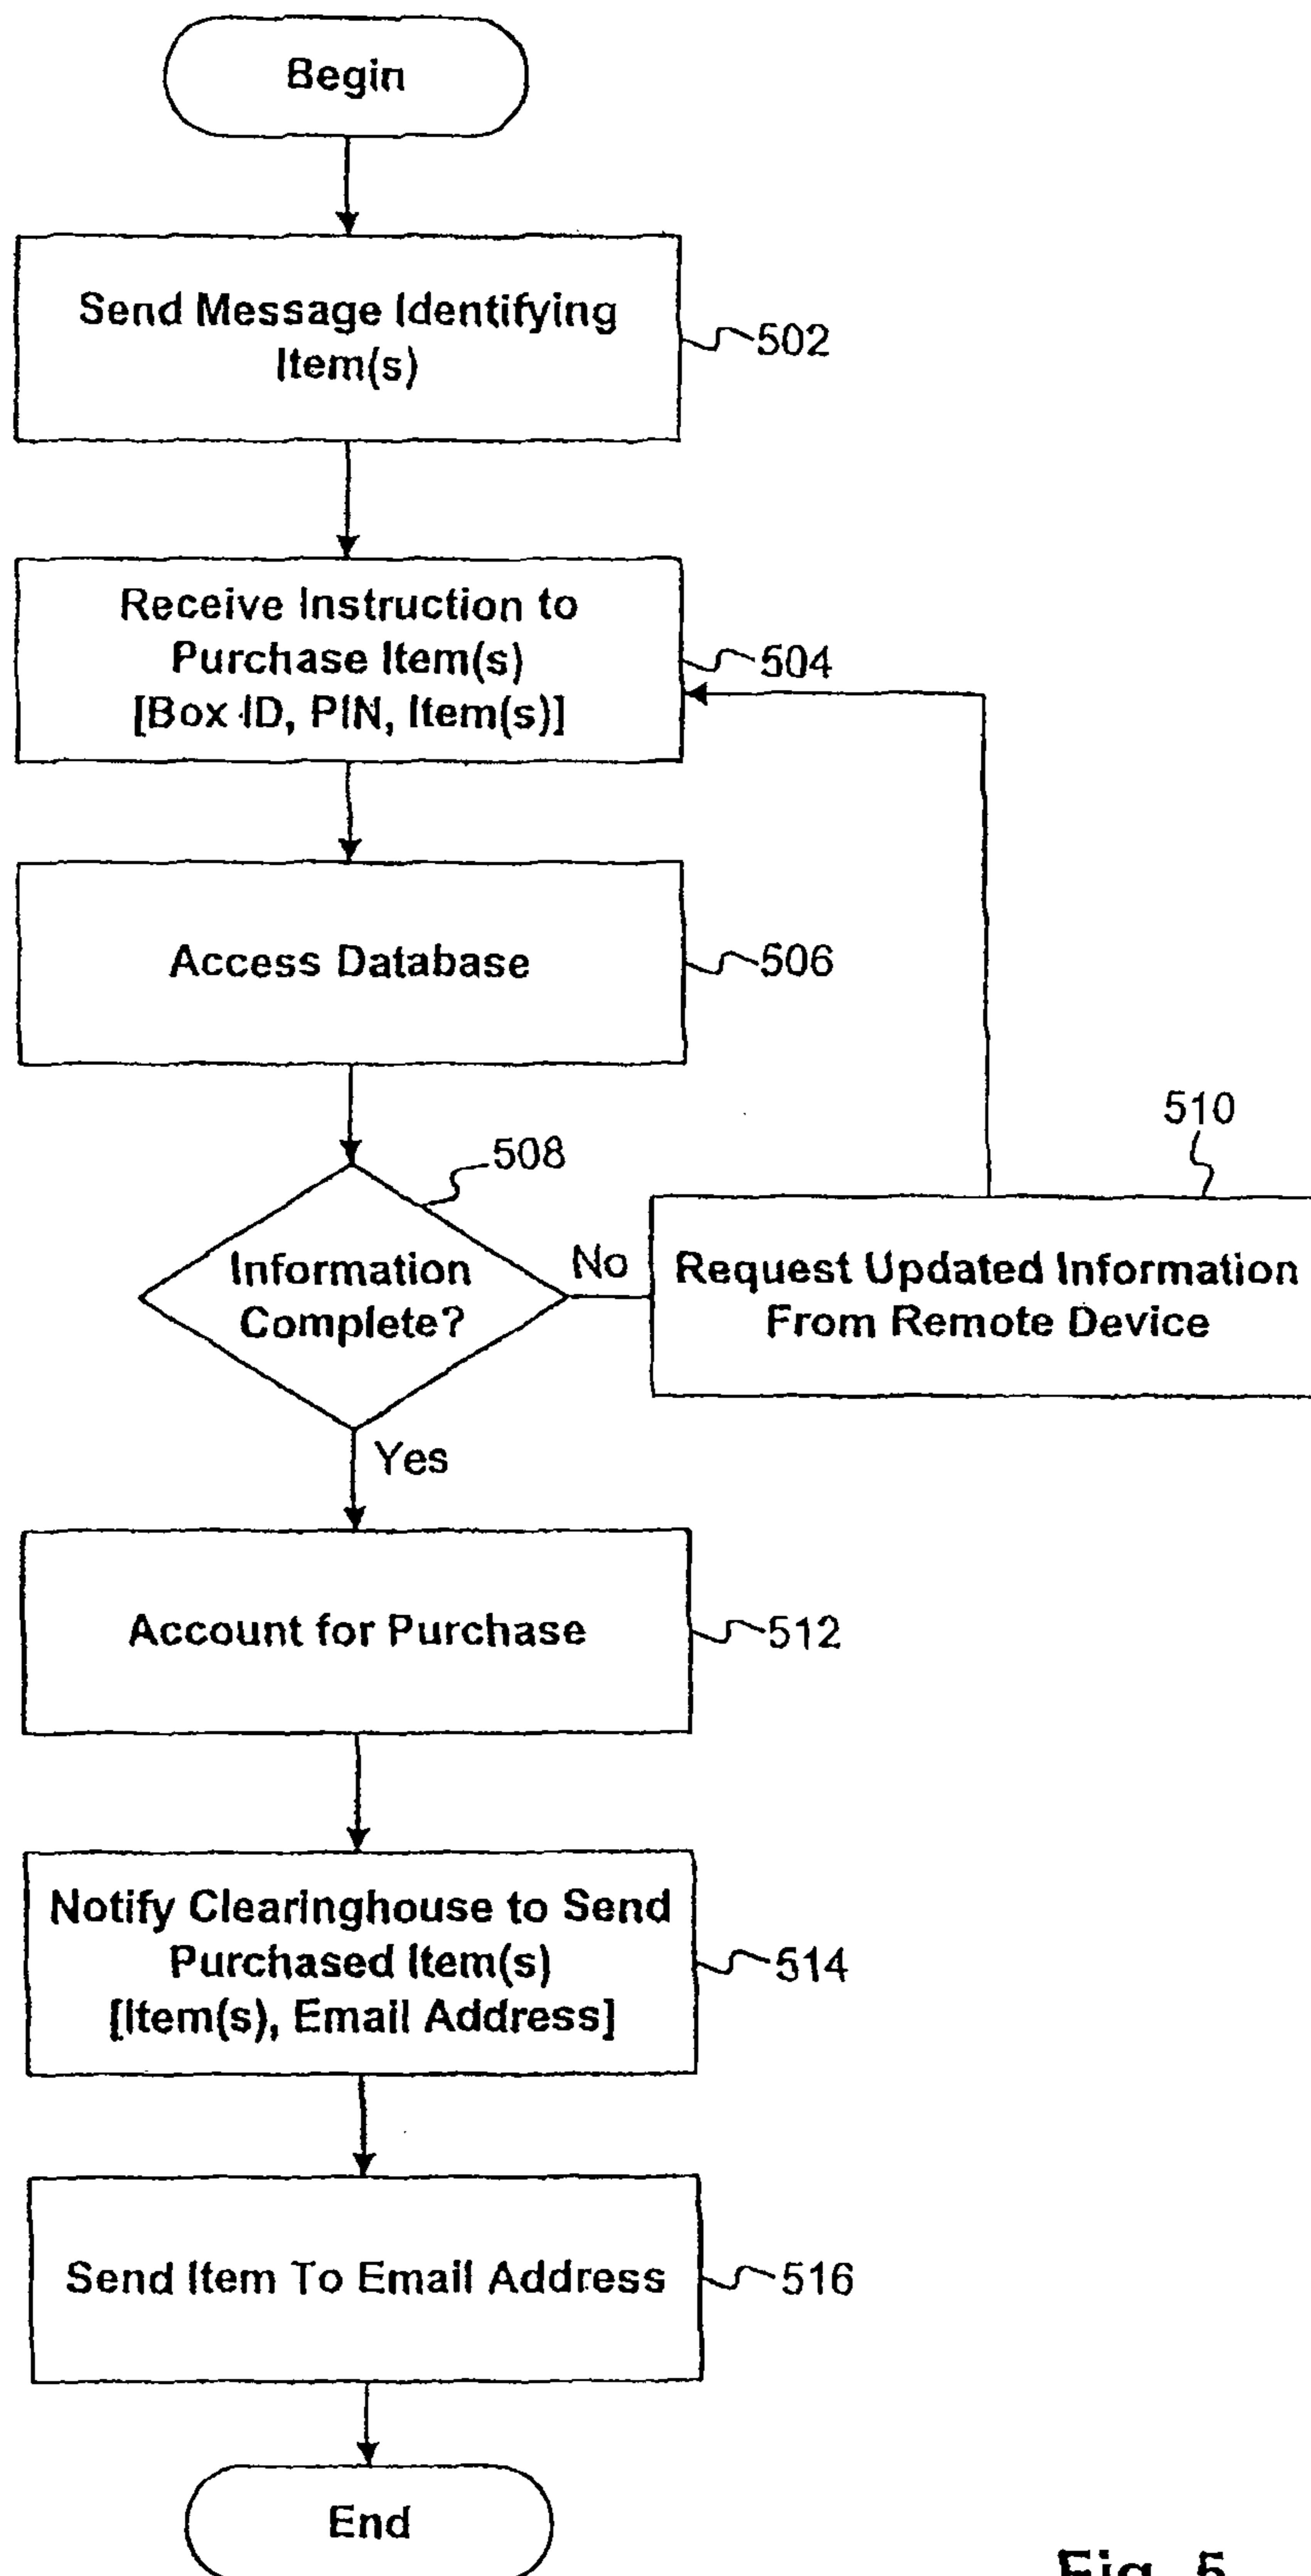 Begin
Send Message Identifying
Item(s)
502
Receive Instruction to
Purchase Item(s)
[Box ID, PIN, Item(s)]
504
Access Database
506
508
Information
Complete?
No
510
Request Updated Information
From Remote Device
Yes
Account for Purchase
512
Notify Clearinghouse to Send
Purchased Item(s)
[Item(s), Email Address]
514
Send Item To Email Address
516
End
Fig. 5